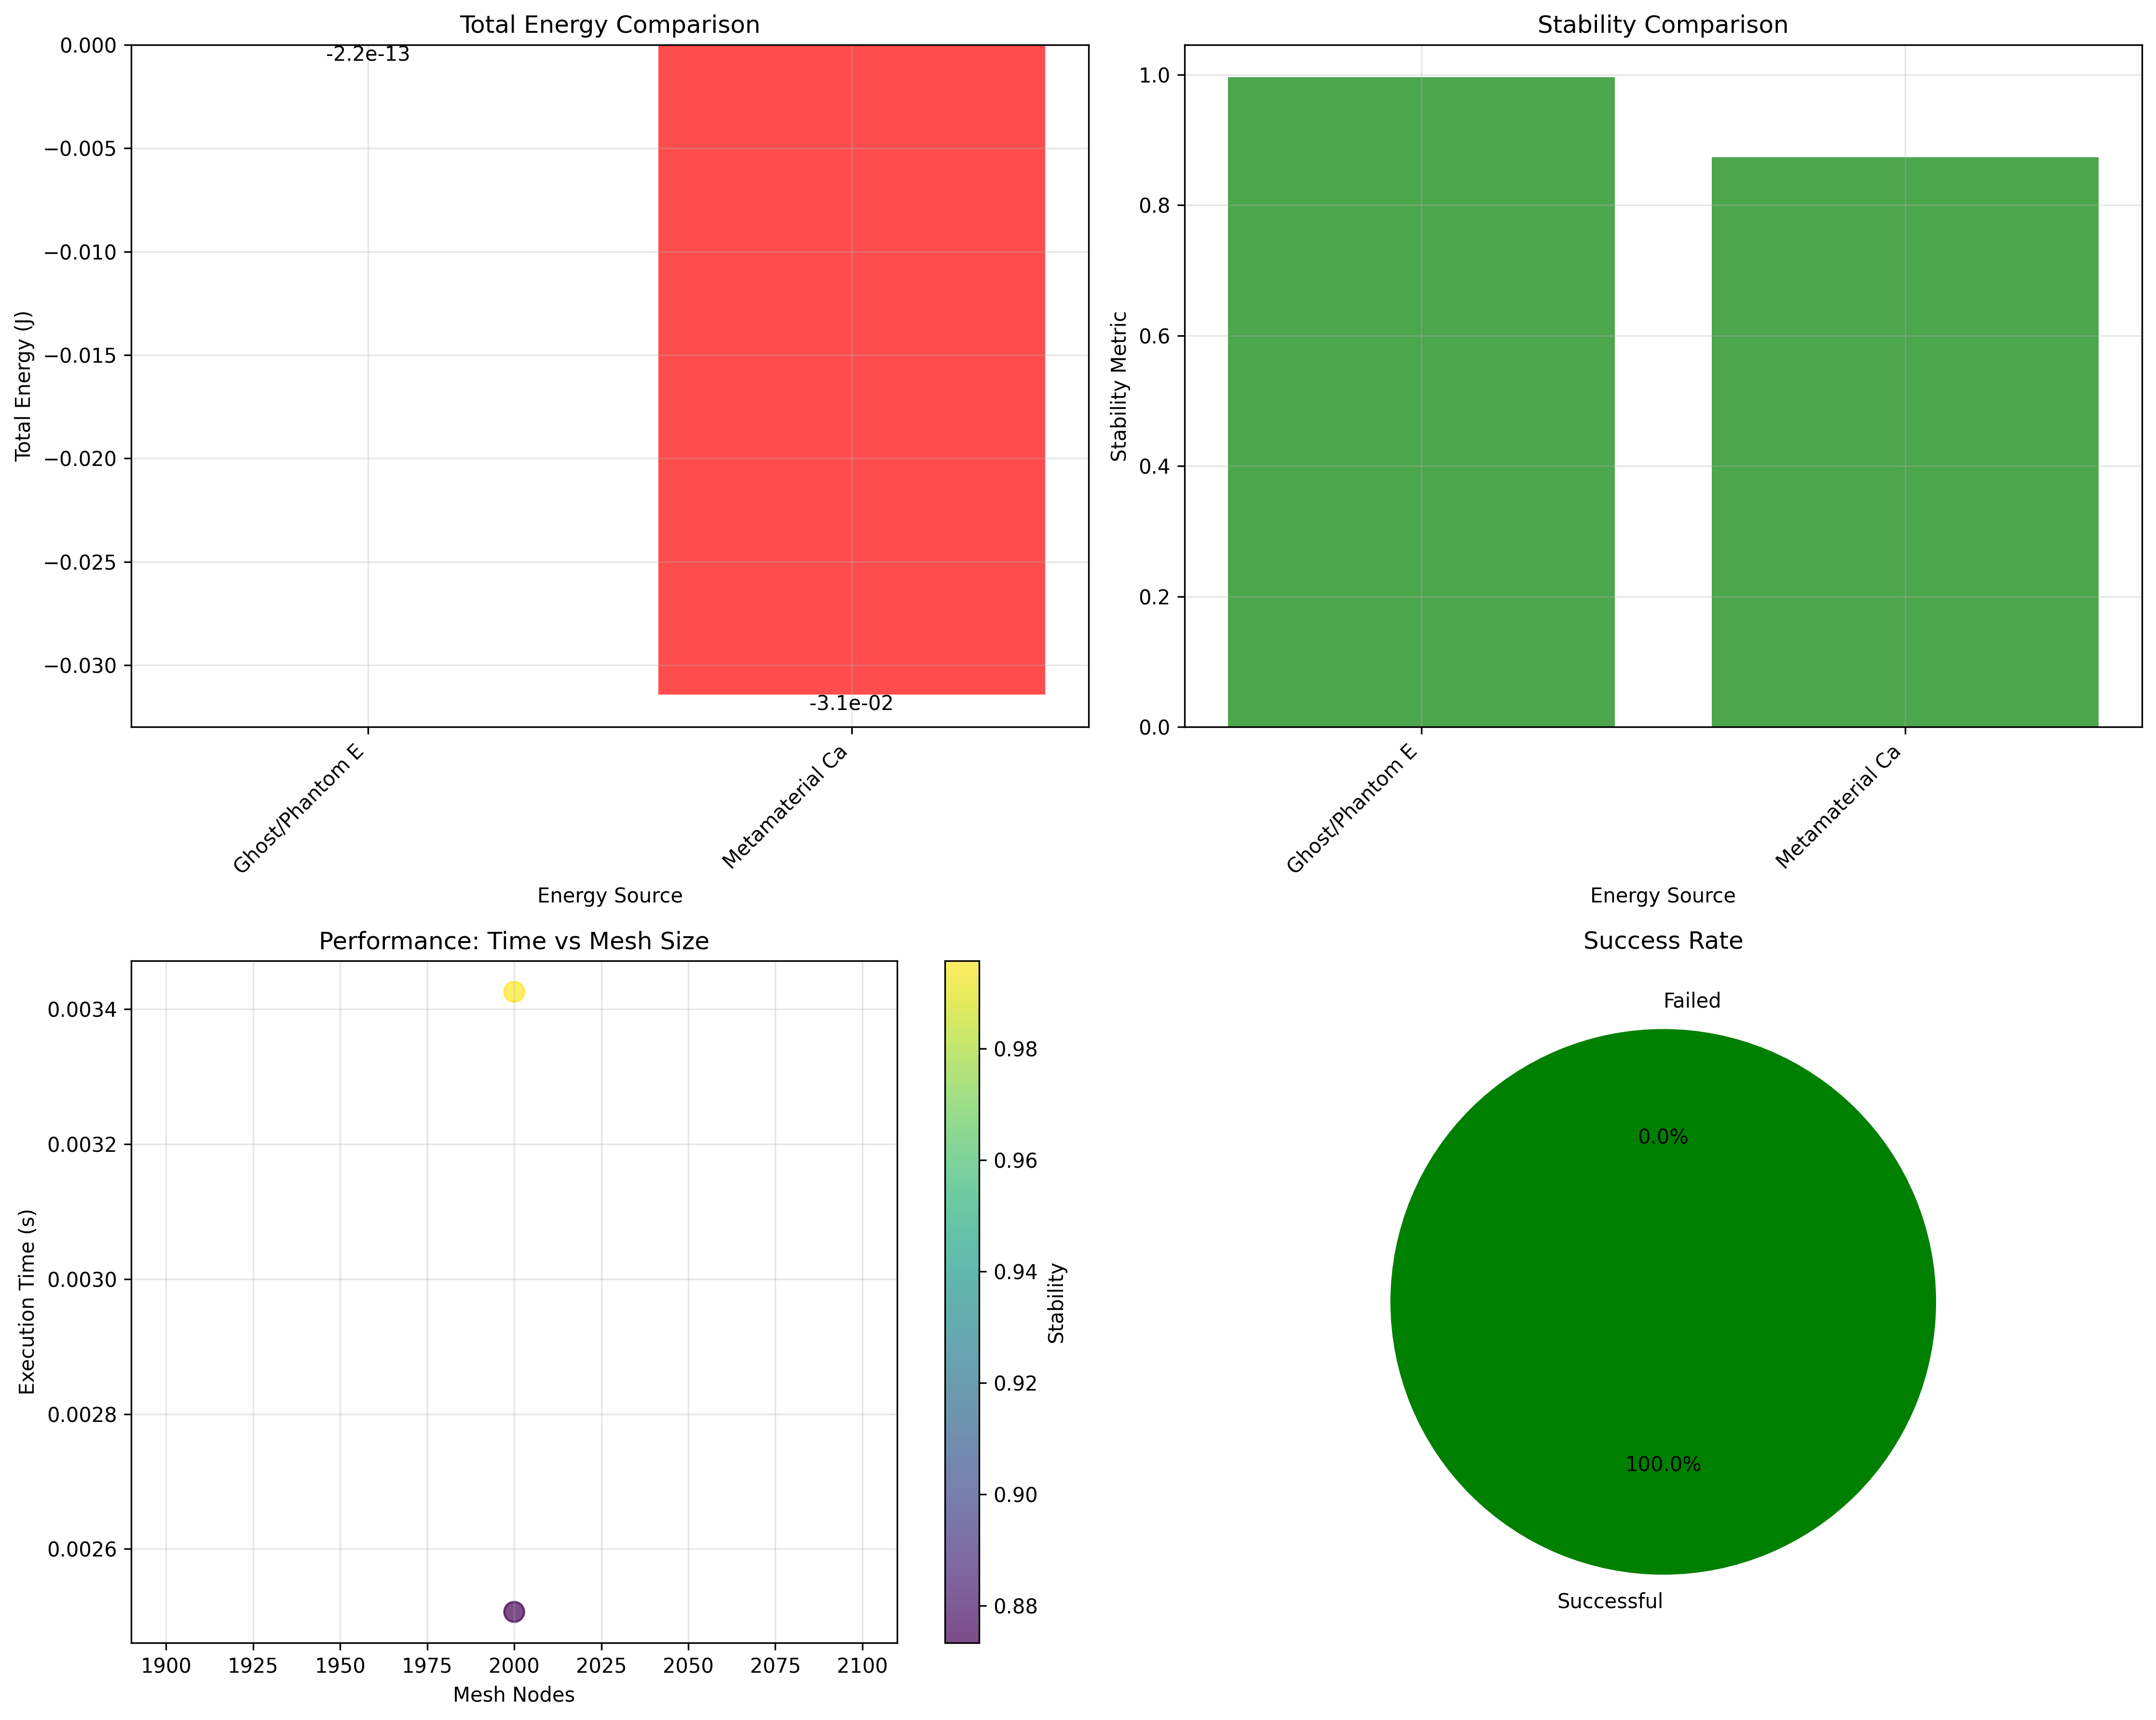 Total Energy Comparison
0.000
−0.005
−0.010
−0.015
−0.020
−0.025
−0.030
Total Energy (J)
-2.2e-13
-3.1e-02
Ghost/Phantom E
Metamaterial Ca
Energy Source
Stability Comparison
1.0
0.8
0.6
0.4
0.2
0.0
Stability Metric
Ghost/Phantom E
Metamaterial Ca
Energy Source
Performance: Time vs Mesh Size
0.0034
0.0032
0.0030
0.0028
0.0026
Execution Time (s)
1900 1925 1950 1975 2000 2025 2050 2075 2100
Mesh Nodes
0.98
0.96
0.94
0.92
0.90
0.88
Stability
Success Rate
Failed
0.0%
100.0%
Successful